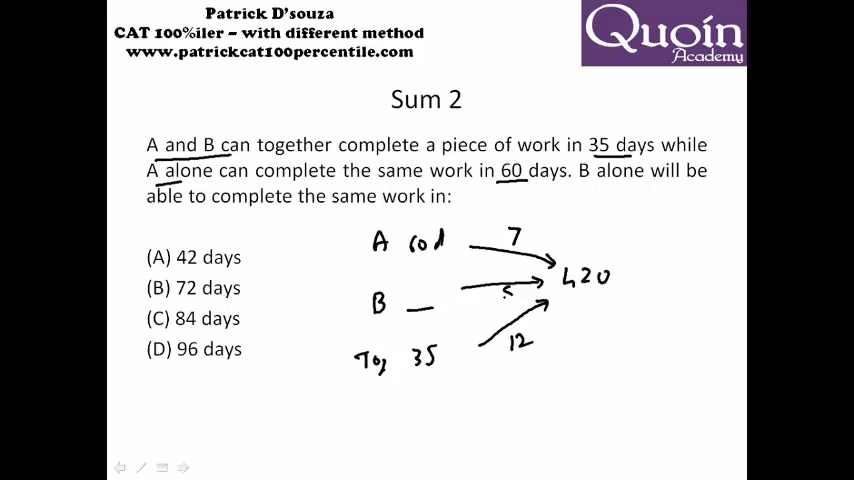 Patrick D'souza
CAT 100%iler – with different method
www.patrickcat100percentile.com
Quoin
Academy
Sum 2
A and B can together complete a piece of work in 35 days while
A alone can complete the same work in 60 days. B alone will be
able to complete the same work in:
(A) 42 days
(B) 72 days
(C) 84 days
(D) 96 days
A 60d 7
420
B 5
Tog 35 12